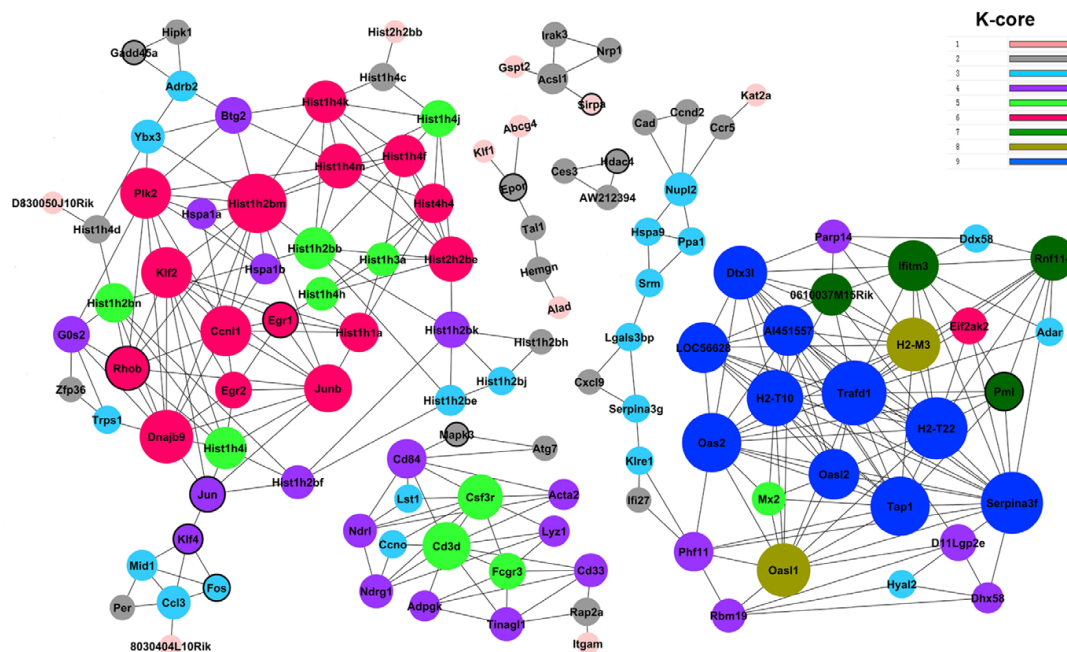 K-core
1
2
3
4
5
6
7
8
9
Hipk1
Gadd45a
Adrb2
Btg2
Ybx3
Plk2
D830050J10Rik
Hist1h4d
Hist2h2bb
Hist1h4c
Hist1h4k
Hist1h4j
Hist1h4m
Hist1h4f
Hist1h2bm
Hspa1a
Hist4h4
Hist1h2bb
Hist1h3a
Hist2h2be
Hspa1b
Klf2
Hist1h2bn
Hist1h4h
G0s2
Ccnl1
Egr1
Hist1h1a
Hist1h2bk
Hist1h2bh
Rhob
Zfp36
Egr2
Junb
Hist1h2bj
Hist1h2be
Trps1
Dnajb9
Hist1h4i
Hist1h2bf
Jun
Klf4
Mid1
Fos
Per
Ccl3
8030404L10Rik
Irak3
Nrp1
Gspt2
Acsl1
Sirpa
Abcg4
Klf1
Epor
Tal1
Hemgn
Alad
Hdac4
Ces3
AW212394
Kat2a
Ccnd2
Cad
Ccr5
Nupl2
Hspa9
Ppa1
Srm
Lgals3bp
Cxcl9
Serpina3g
Klre1
Ifi27
Mapk3
Atg7
Cd84
Lst1
Csf3r
Acta2
Ndrl
Ccno
Lyz1
Cd3d
Ndrg1
Fcgr3
Cd33
Adpgk
Tinagl1
Rap2a
Itgam
Parp14
Ddx58
Dtx3l
Ifitm3
Rnf114
0610037M15Rik
AI451557
Eif2ak2
Adar
LOC56628
H2-M3
H2-T10
Trafd1
Pml
Oas2
H2-T22
Oasl2
Mx2
Tap1
Serpina3f
Phf11
D11Lgp2e
Oasl1
Hyal2
Dhx58
Rbm19